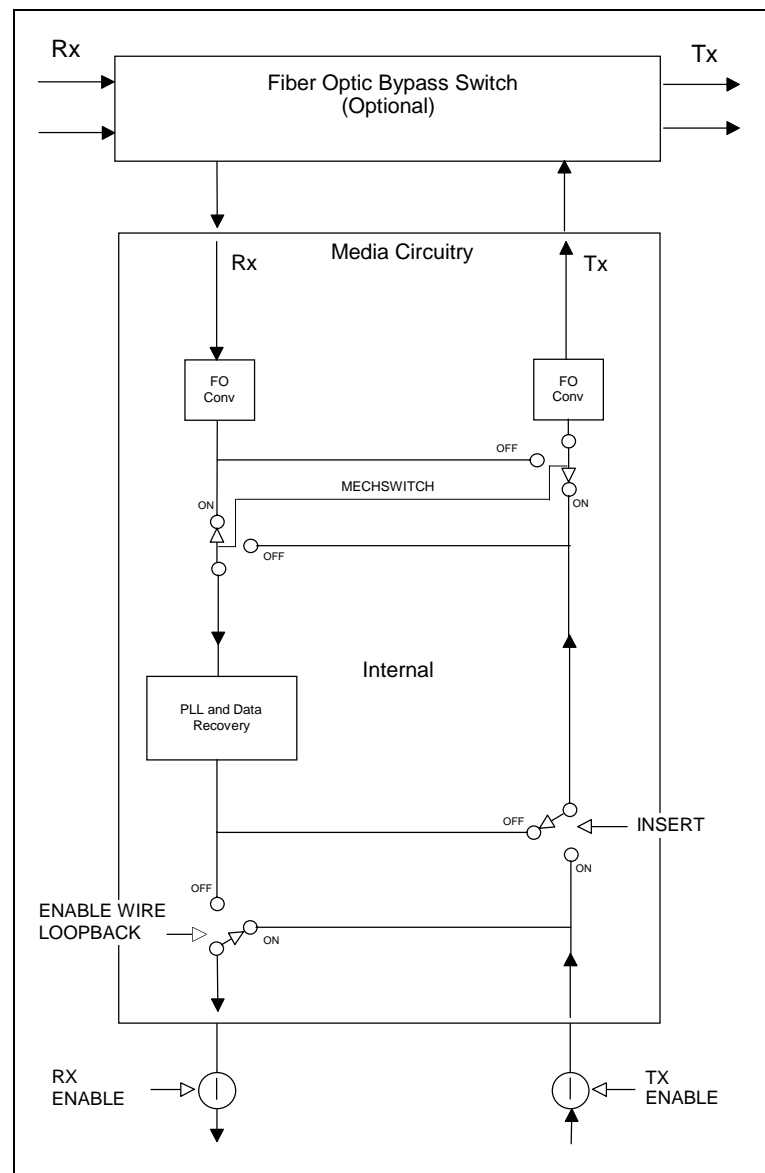 Rx
Tx
Fiber Optic Bypass Switch
(Optional)
Media Circuitry
Rx
Tx
FO
Conv
FO
Conv
OFF
MECHSWITCH
ON
ON
OFF
Internal
PLL and Data
Recovery
OFF
INSERT
ON
OFF
ENABLE WIRE
LOOPBACK
ON
RX
ENABLE
TX
ENABLE